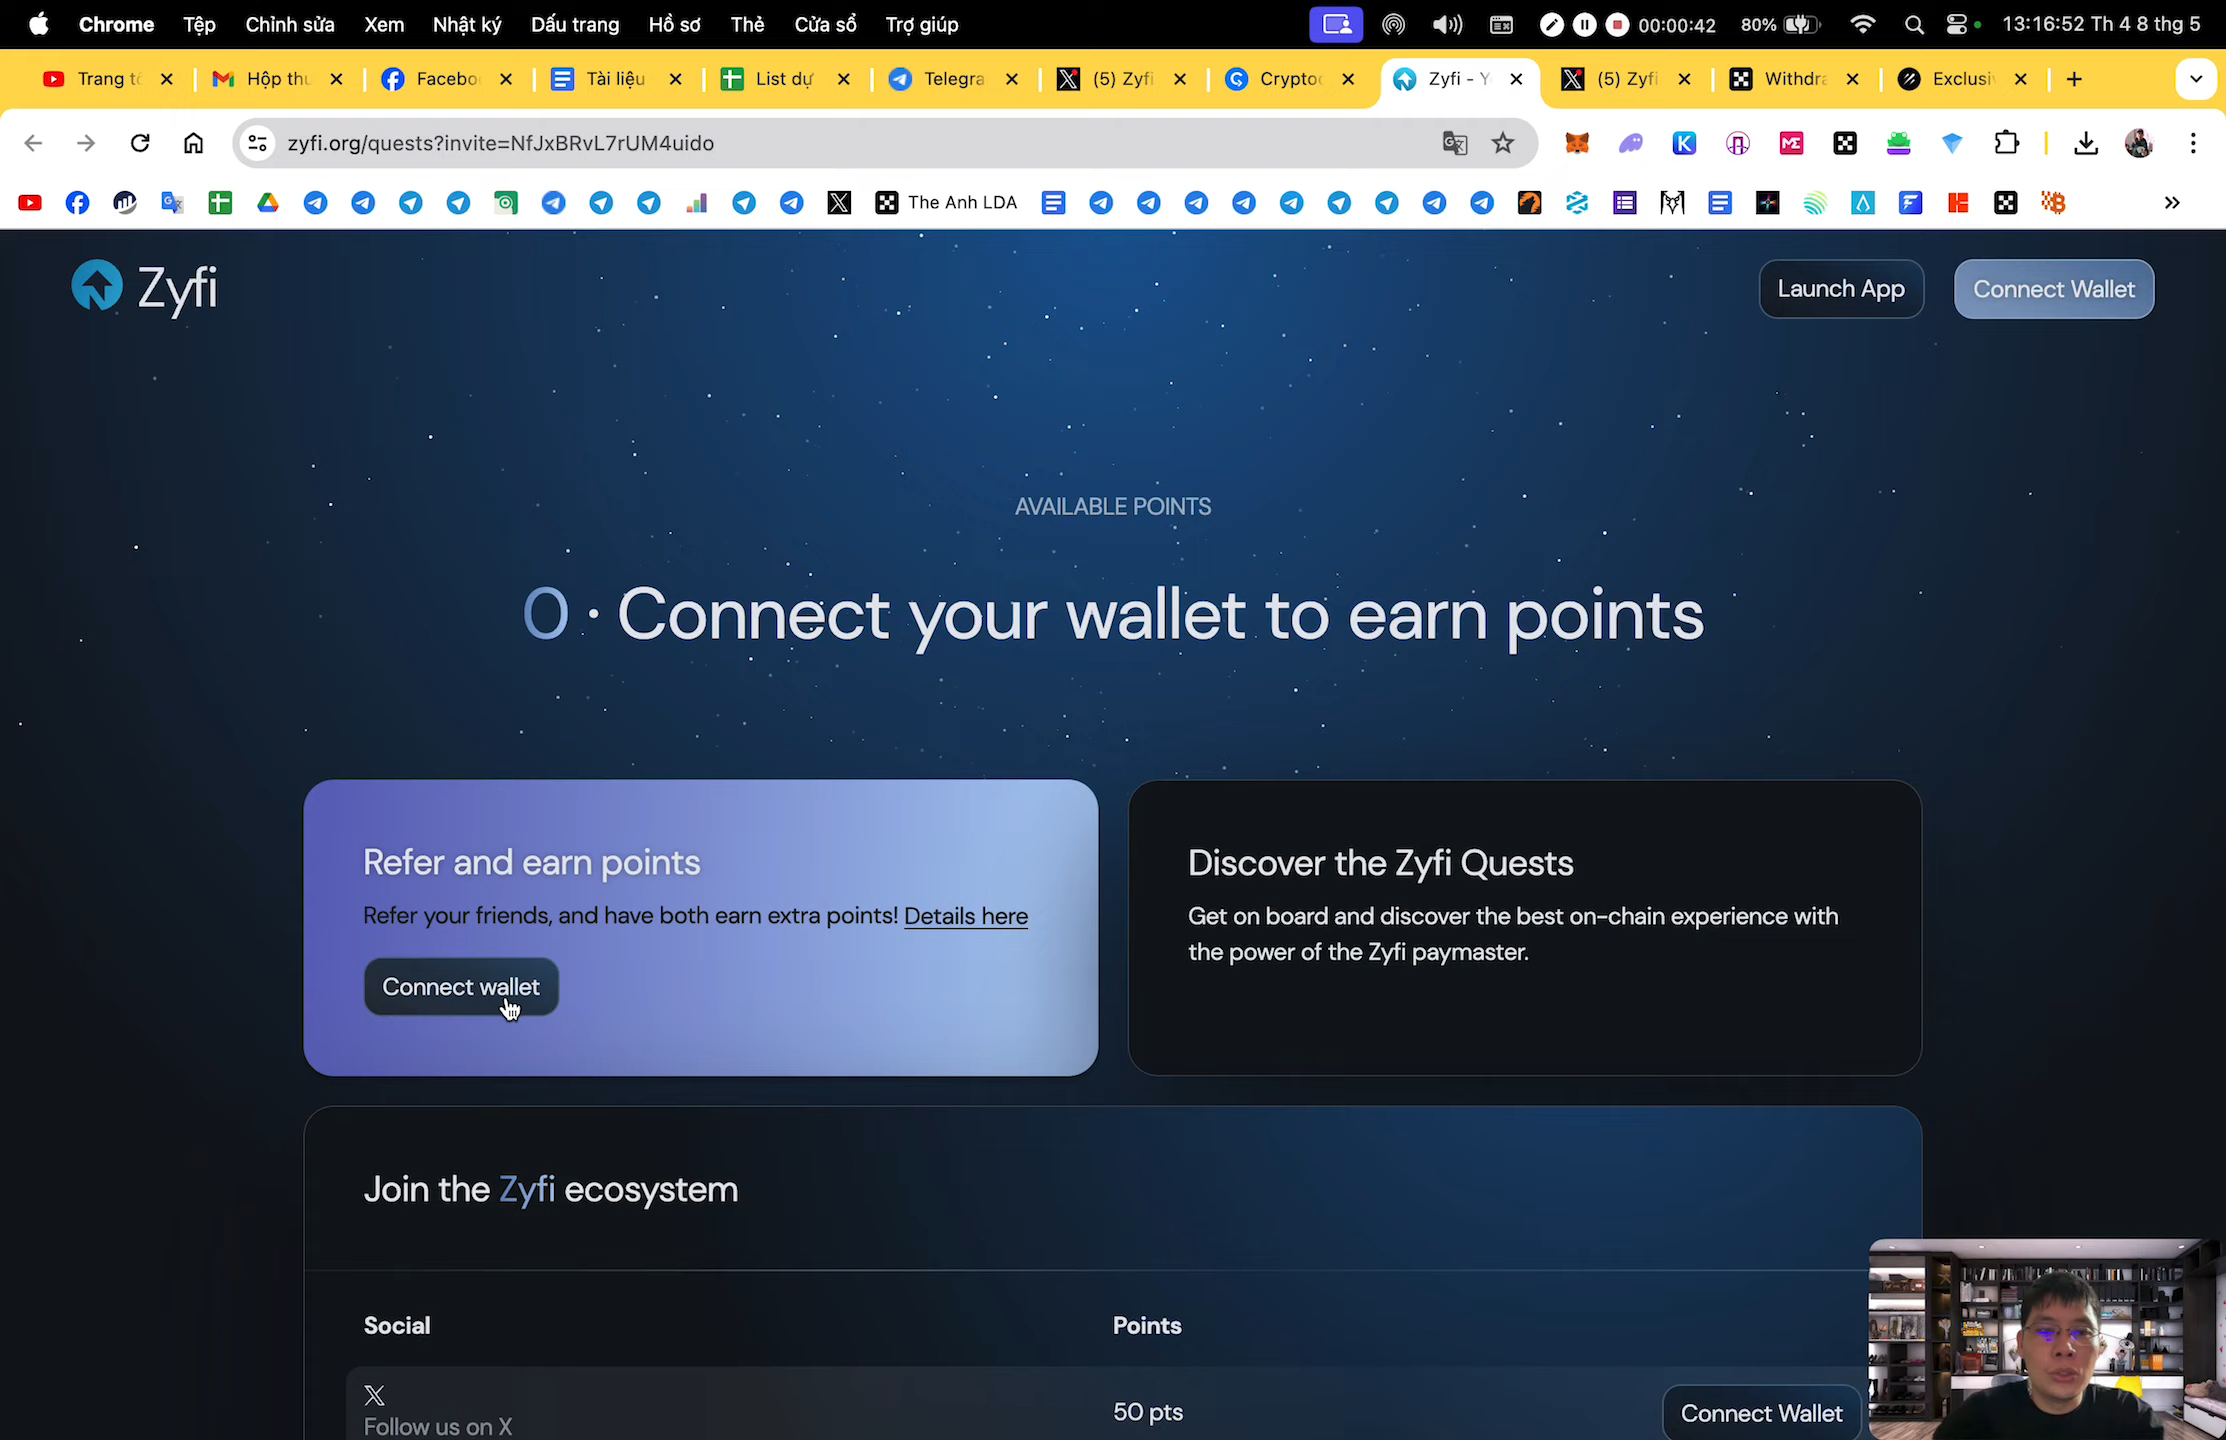 Chrome Tệp Chỉnh sửa Xem Nhật ký Dấu trang Hồ sơ Thẻ Cửa sổ Trợ giúp 00:00:42 80% 13:16:52 Th 4 8 thg 5
Trang tổ Hộp thư Facebo Tài liệu List dự Telegra (5) Zyfi Crypto Zyfi - Y (5) Zyfi Withdra Exclusi
zyfi.org/quests?invite=NfJxBRvL7rUM4uido
The Anh LDA
Zyfi
Launch App
Connect Wallet
AVAILABLE POINTS
0 · Connect your wallet to earn points
Refer and earn points
Refer your friends, and have both earn extra points! Details here
Connect wallet
Discover the Zyfi Quests
Get on board and discover the best on-chain experience with
the power of the Zyfi paymaster.
Join the Zyfi ecosystem
Social Points
Follow us on X
50 pts
Connect Wallet